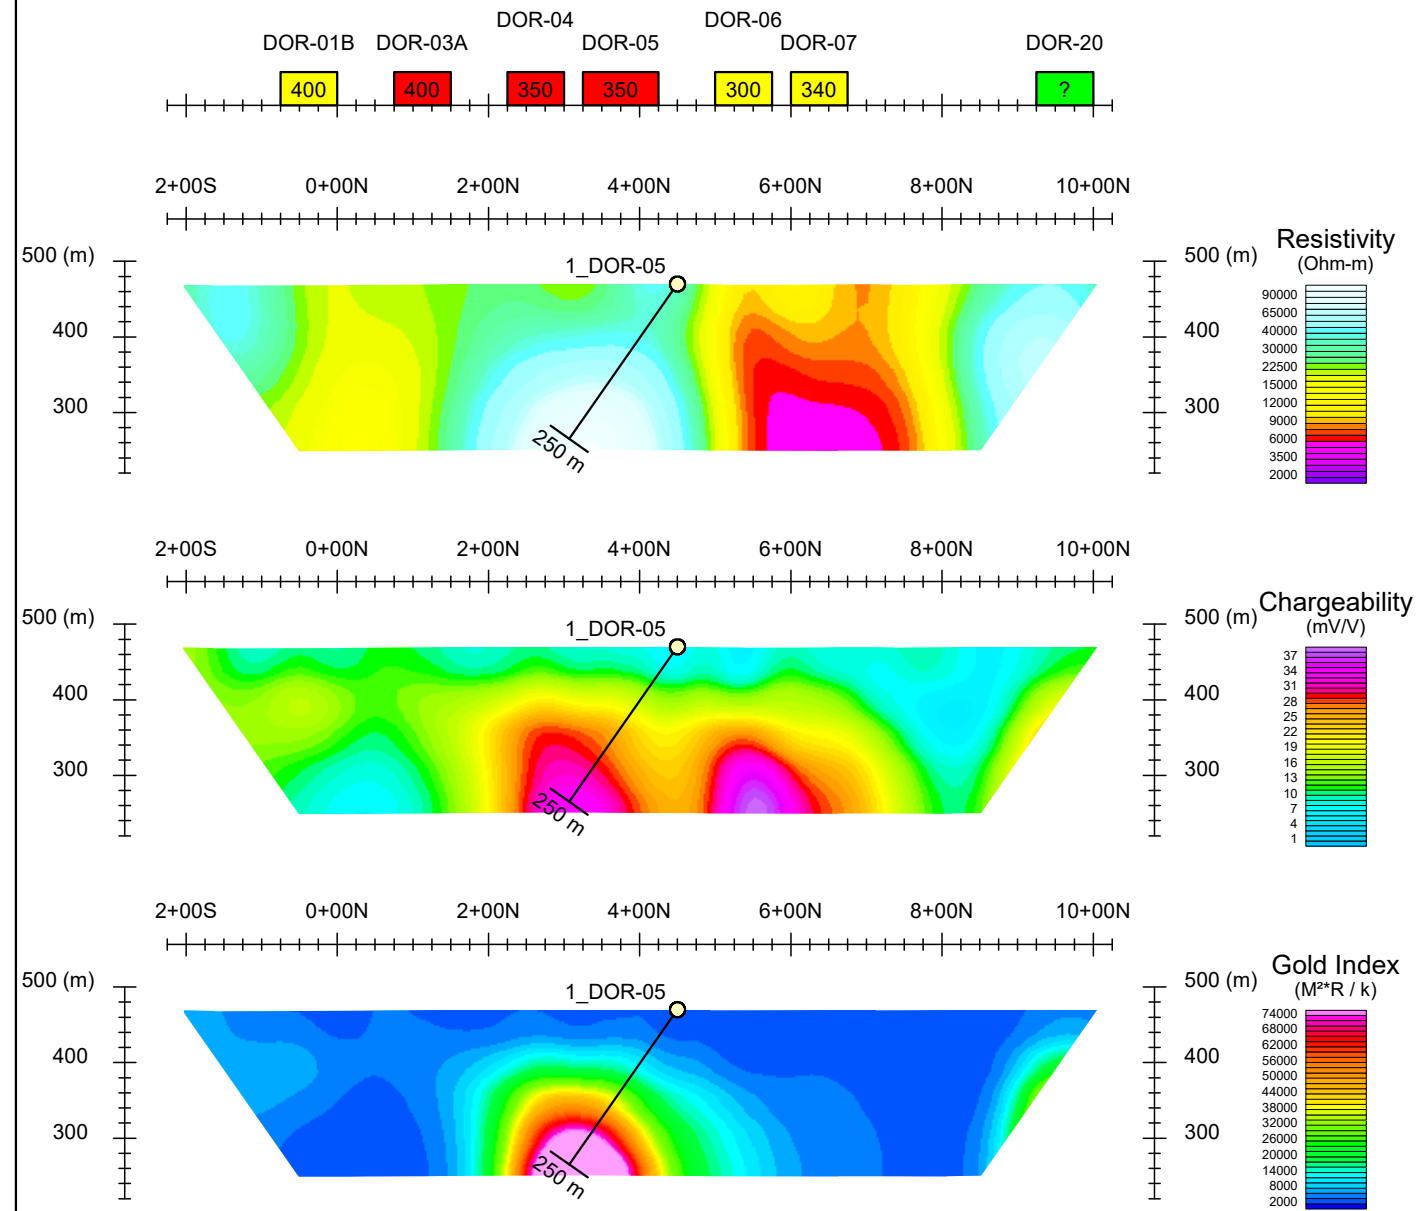 DOR-04 DOR-06
DOR-01B DOR-03A DOR-05 DOR-07 DOR-20
400 400 350 350 300 340 ?
2+00S 0+00N 2+00N 4+00N 6+00N 8+00N 10+00N
Resistivity
(Ohm-m)
500 (m) 500 (m)
1_DOR-05
400 400
300 300
250 m
90000
65000
40000
30000
22500
15000
12000
9000
6000
3500
2000
2+00S 0+00N 2+00N 4+00N 6+00N 8+00N 10+00N
Chargeability
(mV/V)
500 (m) 500 (m)
1_DOR-05
400 400
300 300
250 m
37
34
31
28
25
22
19
16
13
10
7
4
1
2+00S 0+00N 2+00N 4+00N 6+00N 8+00N 10+00N
Gold Index
(M²*R / k)
500 (m) 500 (m)
1_DOR-05
400 400
300 300
250 m
74000
68000
62000
56000
50000
44000
38000
32000
26000
20000
14000
8000
2000